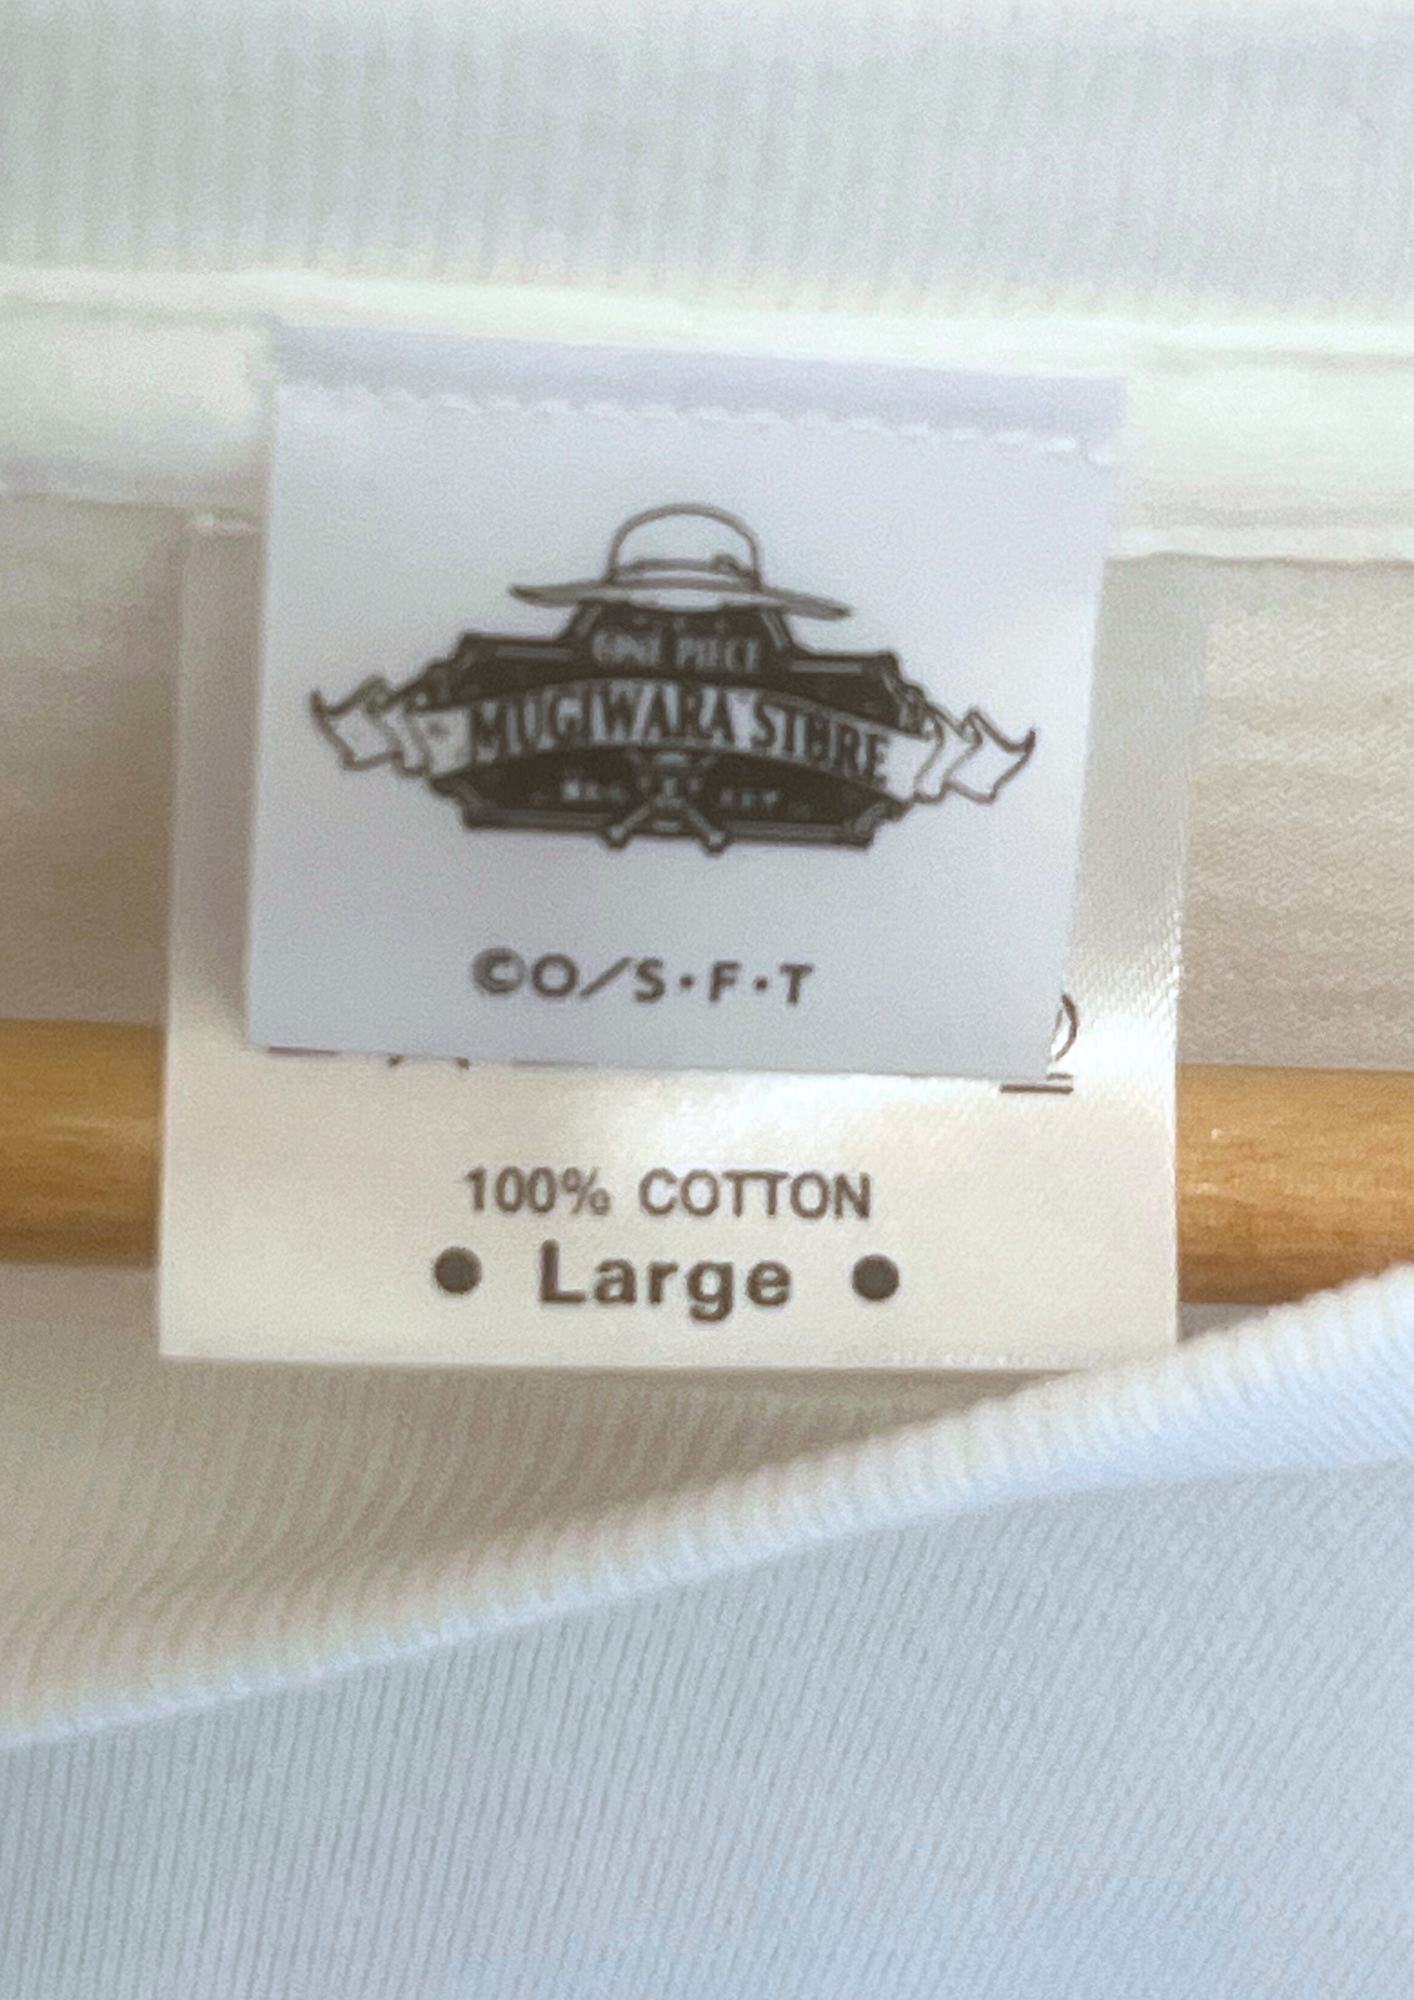 ONE PIECE
MUGIWARA STORE
©O/S・F・T
100% COTTON
• Large •